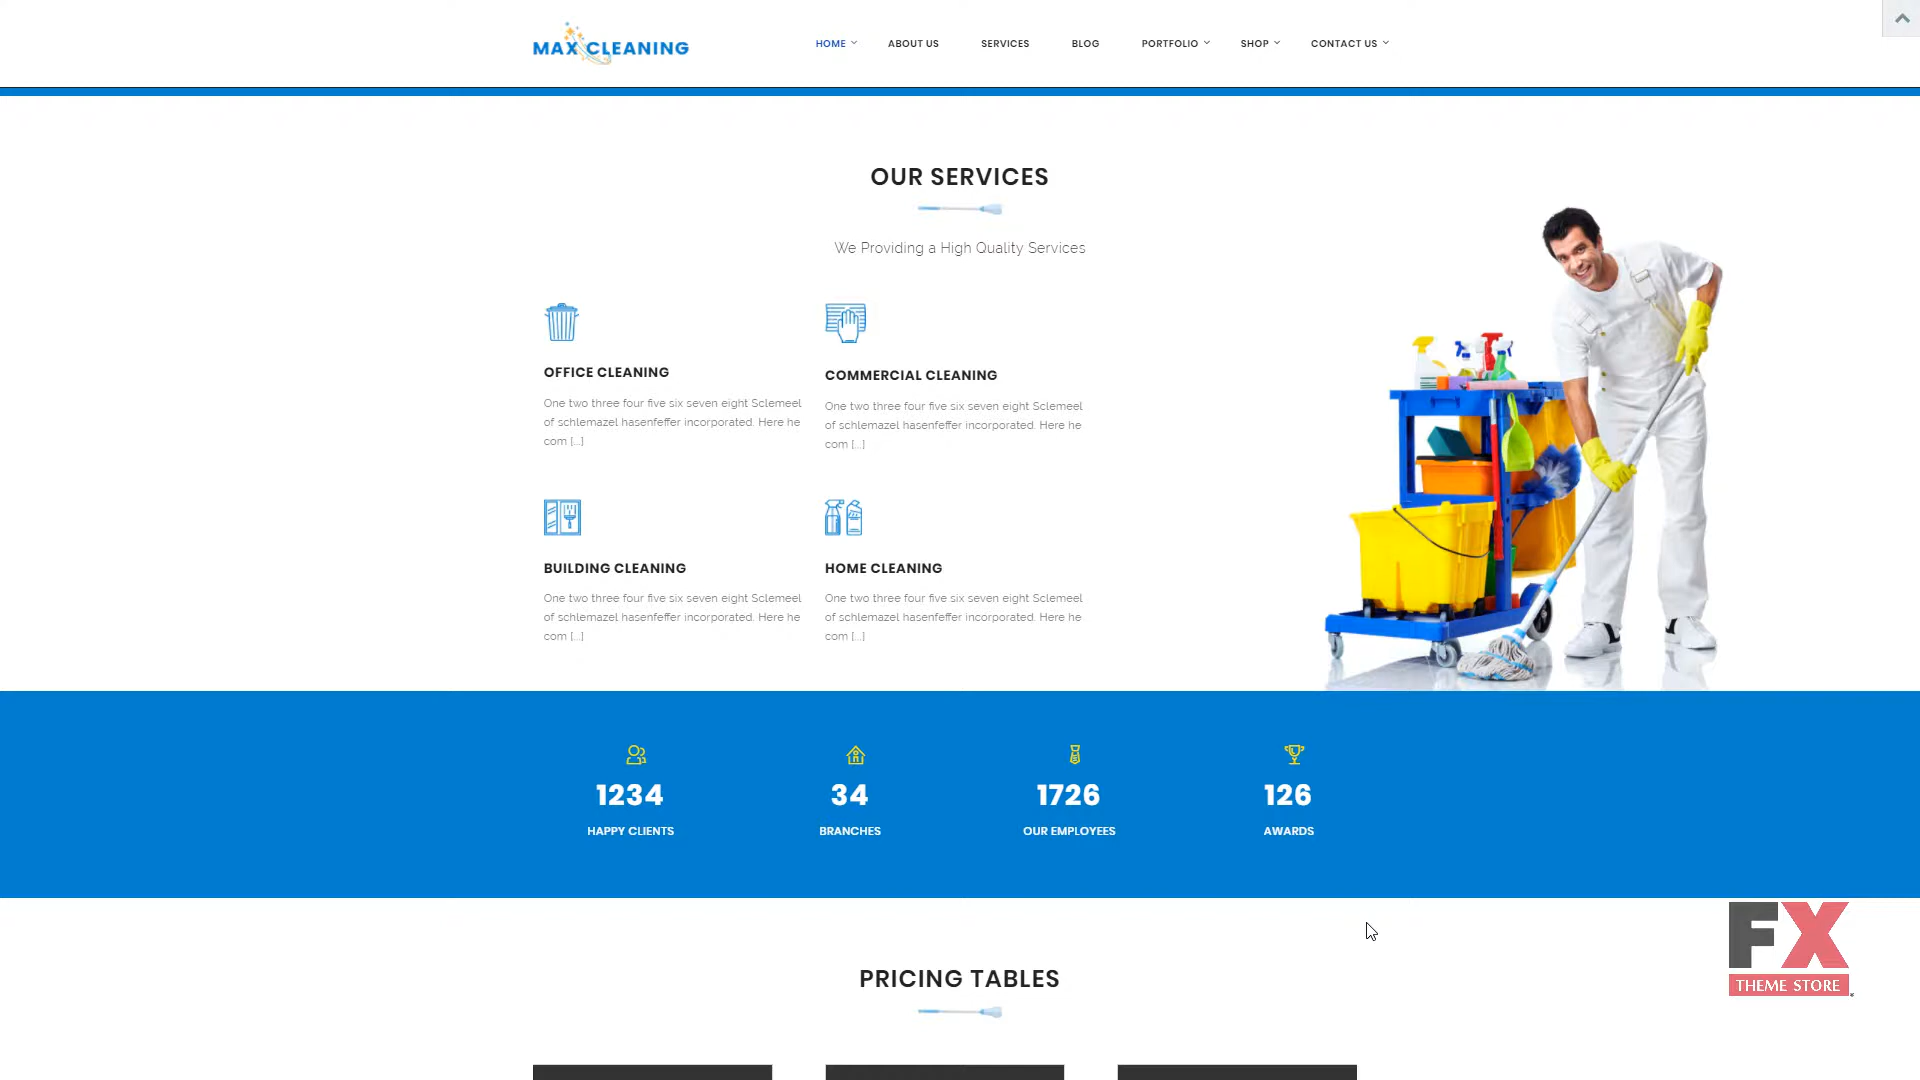 MAX CLEANING
HOME
ABOUT US
SERVICES
BLOG
PORTFOLIO
SHOP
CONTACT US
OUR SERVICES
We Providing a High Quality Services
OFFICE CLEANING
One two three four five six seven eight Sclemeel
of schlemazel hasenfeffer incorporated. Here he
com [...]
COMMERCIAL CLEANING
One two three four five six seven eight Sclemeel
of schlemazel hasenfeffer incorporated. Here he
com [...]
BUILDING CLEANING
One two three four five six seven eight Sclemeel
of schlemazel hasenfeffer incorporated. Here he
com [...]
HOME CLEANING
One two three four five six seven eight Sclemeel
of schlemazel hasenfeffer incorporated. Here he
com [...]
1234
HAPPY CLIENTS
34
BRANCHES
1726
OUR EMPLOYEES
126
AWARDS
PRICING TABLES
FX
THEME STORE